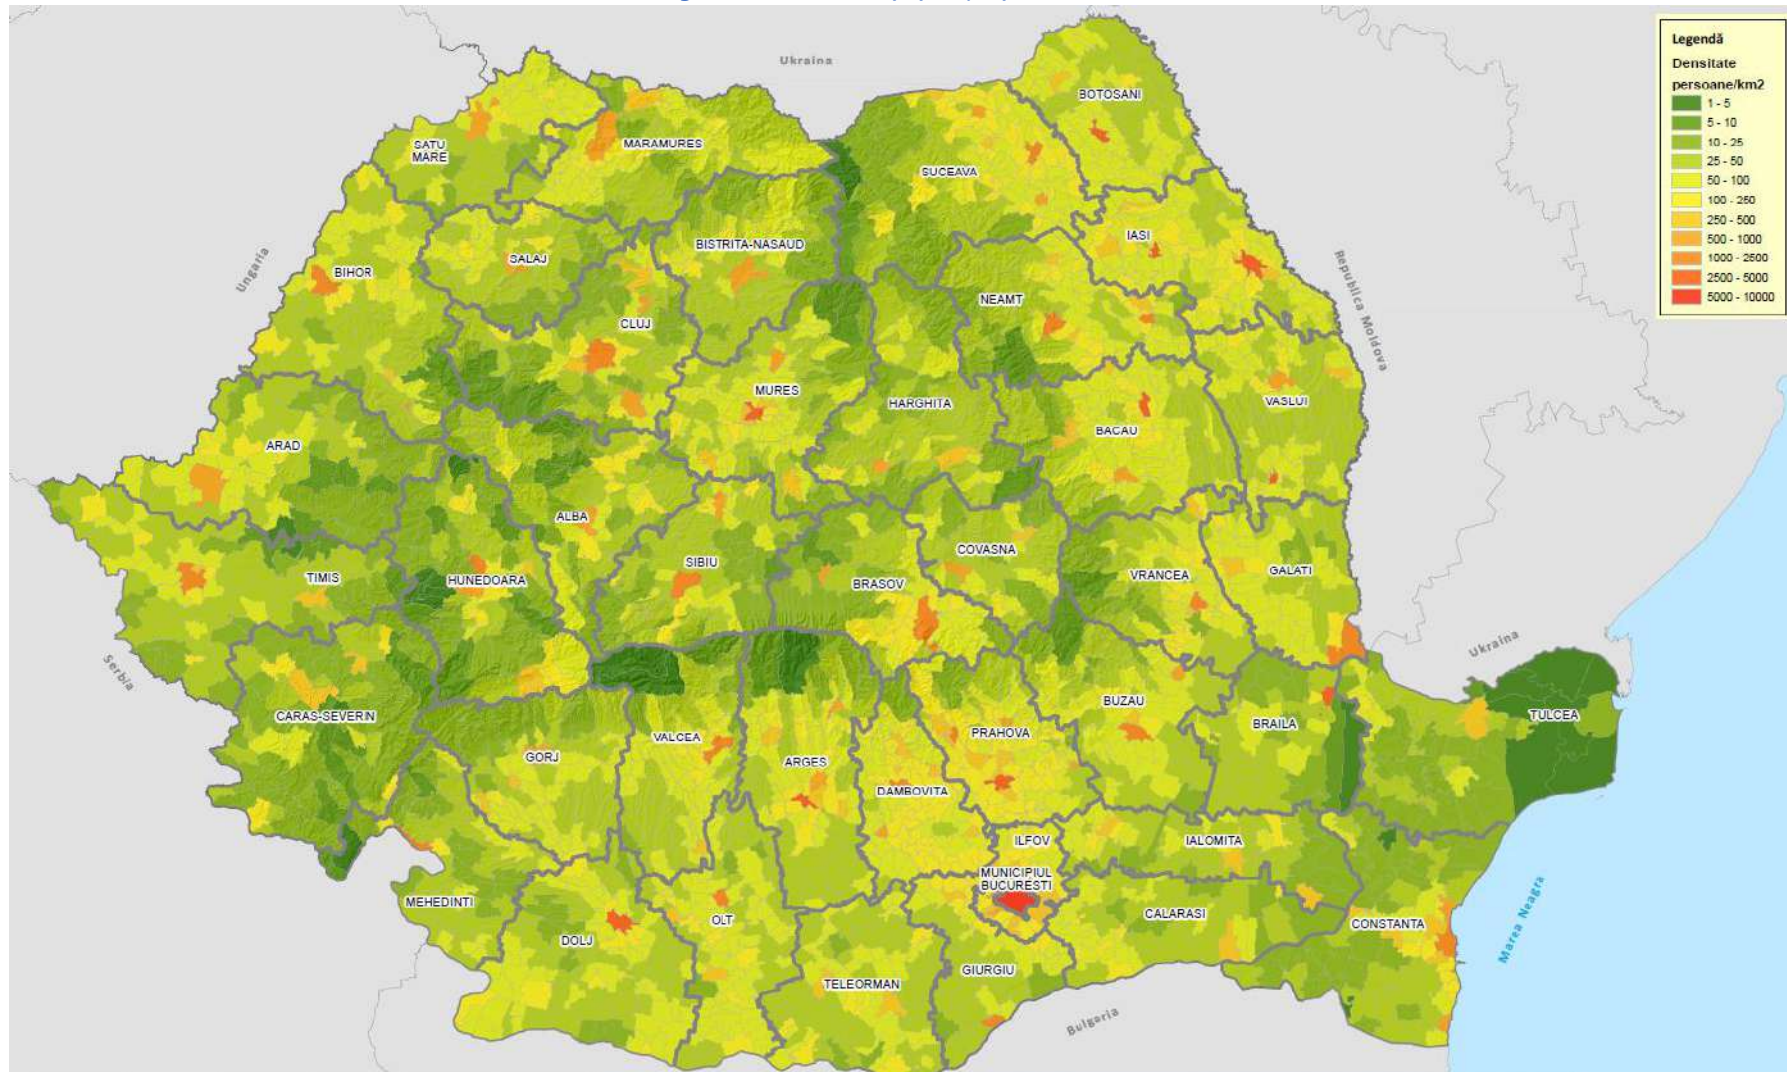 Ukraina
Legendă
Densitate
persoane/km2
1 - 5
5 - 10
10 - 25
25 - 50
50 - 100
100 - 250
250 - 500
500 - 1000
1000 - 2500
2500 - 5000
5000 - 10000
BOTOSANI
SATU
MARE
MARAMURES
SUCEAVA
IASI
BISTRITA-NASAUD
SALAJ
Ungaria
BIHOR
NEAMT
Republica Moldova
CLUJ
MURES
HARGHITA
VASLUI
BACAU
ARAD
ALBA
COVASNA
SIBIU
BRASOV
VRANCEA
GALATI
TIMIS
HUNEDOARA
Ukraina
Serbia
CARAS-SEVERIN
VALCEA
BUZAU
BRAILA
TULCEA
GORJ
PRAHOVA
ARGES
DAMBOVITA
ILFOV
IALOMITA
MUNICIPIUL
BUCURESTI
MEHEDINTI
OLT
DOLJ
CALARASI
CONSTANTA
Marea Neagra
GIURGIU
TELEORMAN
Bulgaria